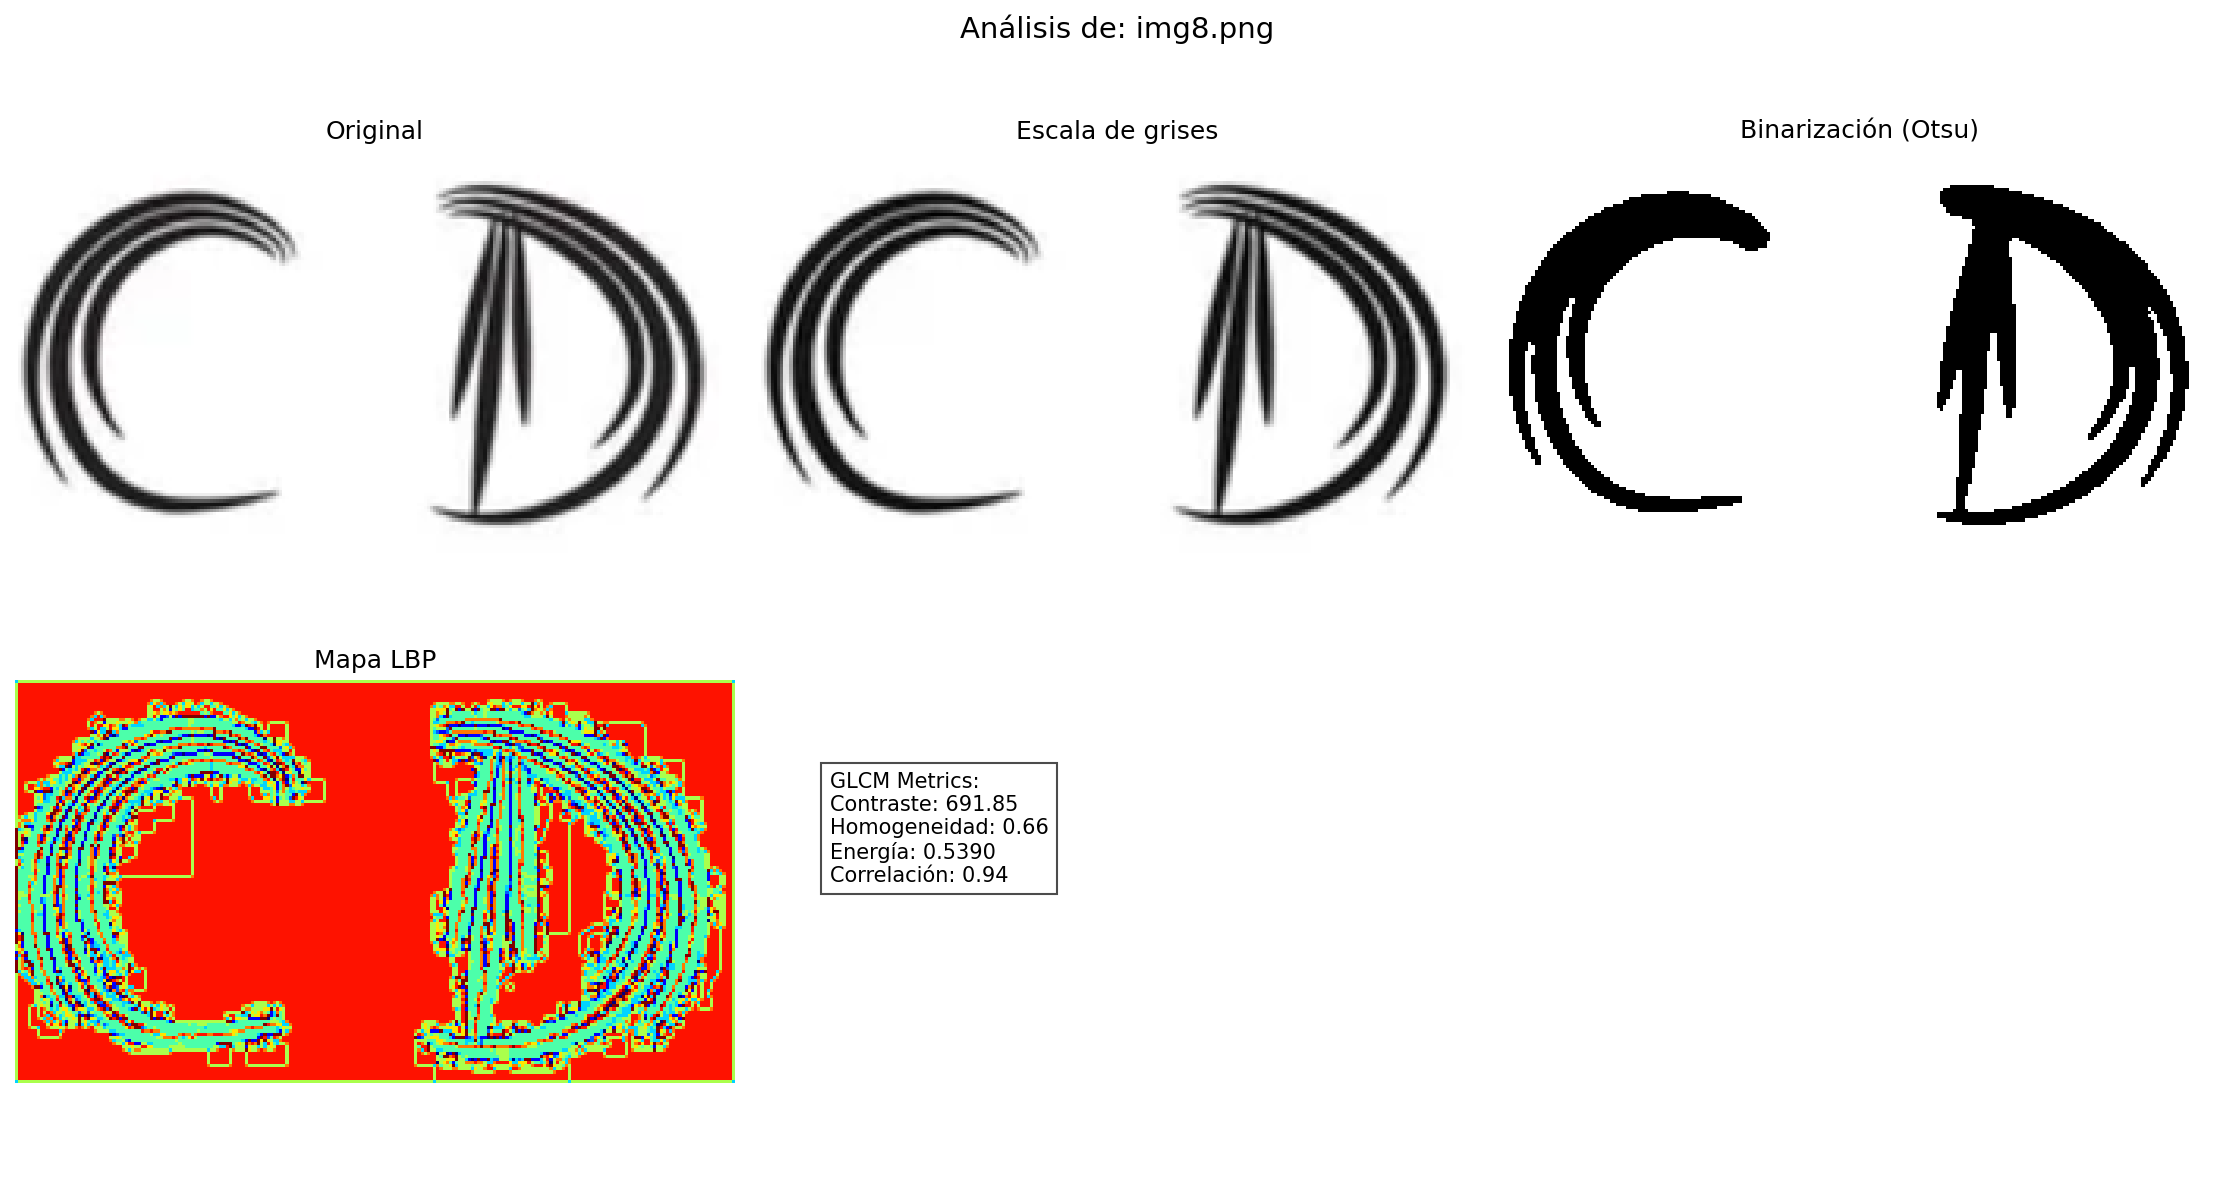 Análisis de: img8.png
Original
Escala de grises
Binarización (Otsu)
C D
C D
C D
Mapa LBP
C D
GLCM Metrics:
Contraste: 691.85
Homogeneidad: 0.66
Energía: 0.5390
Correlación: 0.94